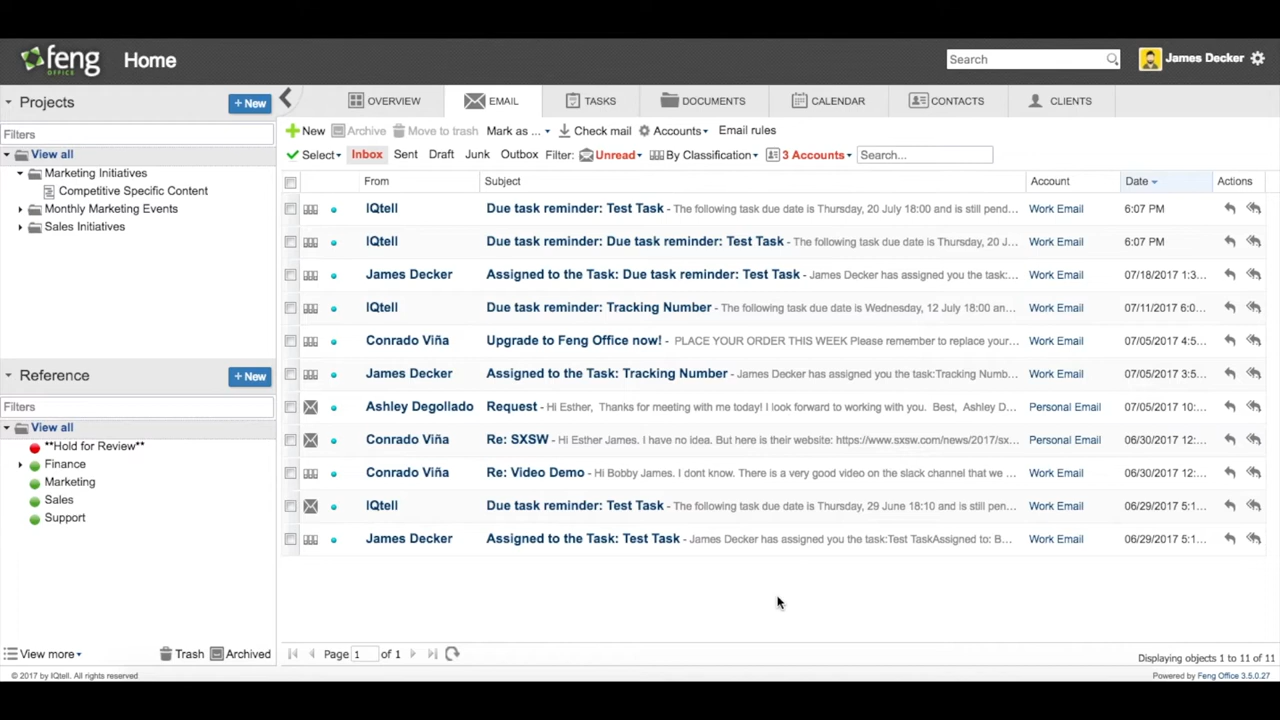 feng OFFICE Home Search James Decker
Projects + New OVERVIEW EMAIL TASKS DOCUMENTS CALENDAR CONTACTS CLIENTS
Filters New Archive Move to trash Mark as ... Check mail Accounts Email rules
View all Select Inbox Sent Draft Junk Outbox Filter: Unread By Classification 3 Accounts Search...
Marketing Initiatives
Competitive Specific Content
Monthly Marketing Events
Sales Initiatives
From Subject Account Date Actions
IQtell Due task reminder: Test Task - The following task due date is Thursday, 20 July 18:00 and is still pend... Work Email 6:07 PM
IQtell Due task reminder: Due task reminder: Test Task - The following task due date is Thursday, 20 J... Work Email 6:07 PM
James Decker Assigned to the Task: Due task reminder: Test Task - James Decker has assigned you the task:... Work Email 07/18/2017 1:3...
IQtell Due task reminder: Tracking Number - The following task due date is Wednesday, 12 July 18:00 an... Work Email 07/11/2017 6:0...
Conrado Viña Upgrade to Feng Office now! - PLACE YOUR ORDER THIS WEEK Please remember to replace your... Work Email 07/05/2017 4:5...
James Decker Assigned to the Task: Tracking Number - James Decker has assigned you the task:Tracking Numb... Work Email 07/05/2017 3:5...
Ashley Degollado Request - Hi Esther, Thanks for meeting with me today! I look forward to working with you. Best, Ashley D... Personal Email 07/05/2017 10:...
Conrado Viña Re: SXSW - Hi Esther James. I have no idea. But here is their website: https://www.sxsw.com/news/2017/sx... Personal Email 06/30/2017 12:...
Conrado Viña Re: Video Demo - Hi Bobby James. I dont know. There is a very good video on the slack channel that we ... Work Email 06/30/2017 12:...
IQtell Due task reminder: Test Task - The following task due date is Thursday, 29 June 18:10 and is still pen... Work Email 06/29/2017 5:1...
James Decker Assigned to the Task: Test Task - James Decker has assigned you the task:Test TaskAssigned to: B... Work Email 06/29/2017 5:1...
Reference + New
Filters
View all
**Hold for Review**
Finance
Marketing
Sales
Support
View more Trash Archived Page 1 of 1 Displaying objects 1 to 11 of 11
© 2017 by IQtell. All rights reserved Powered by Feng Office 3.5.0.27